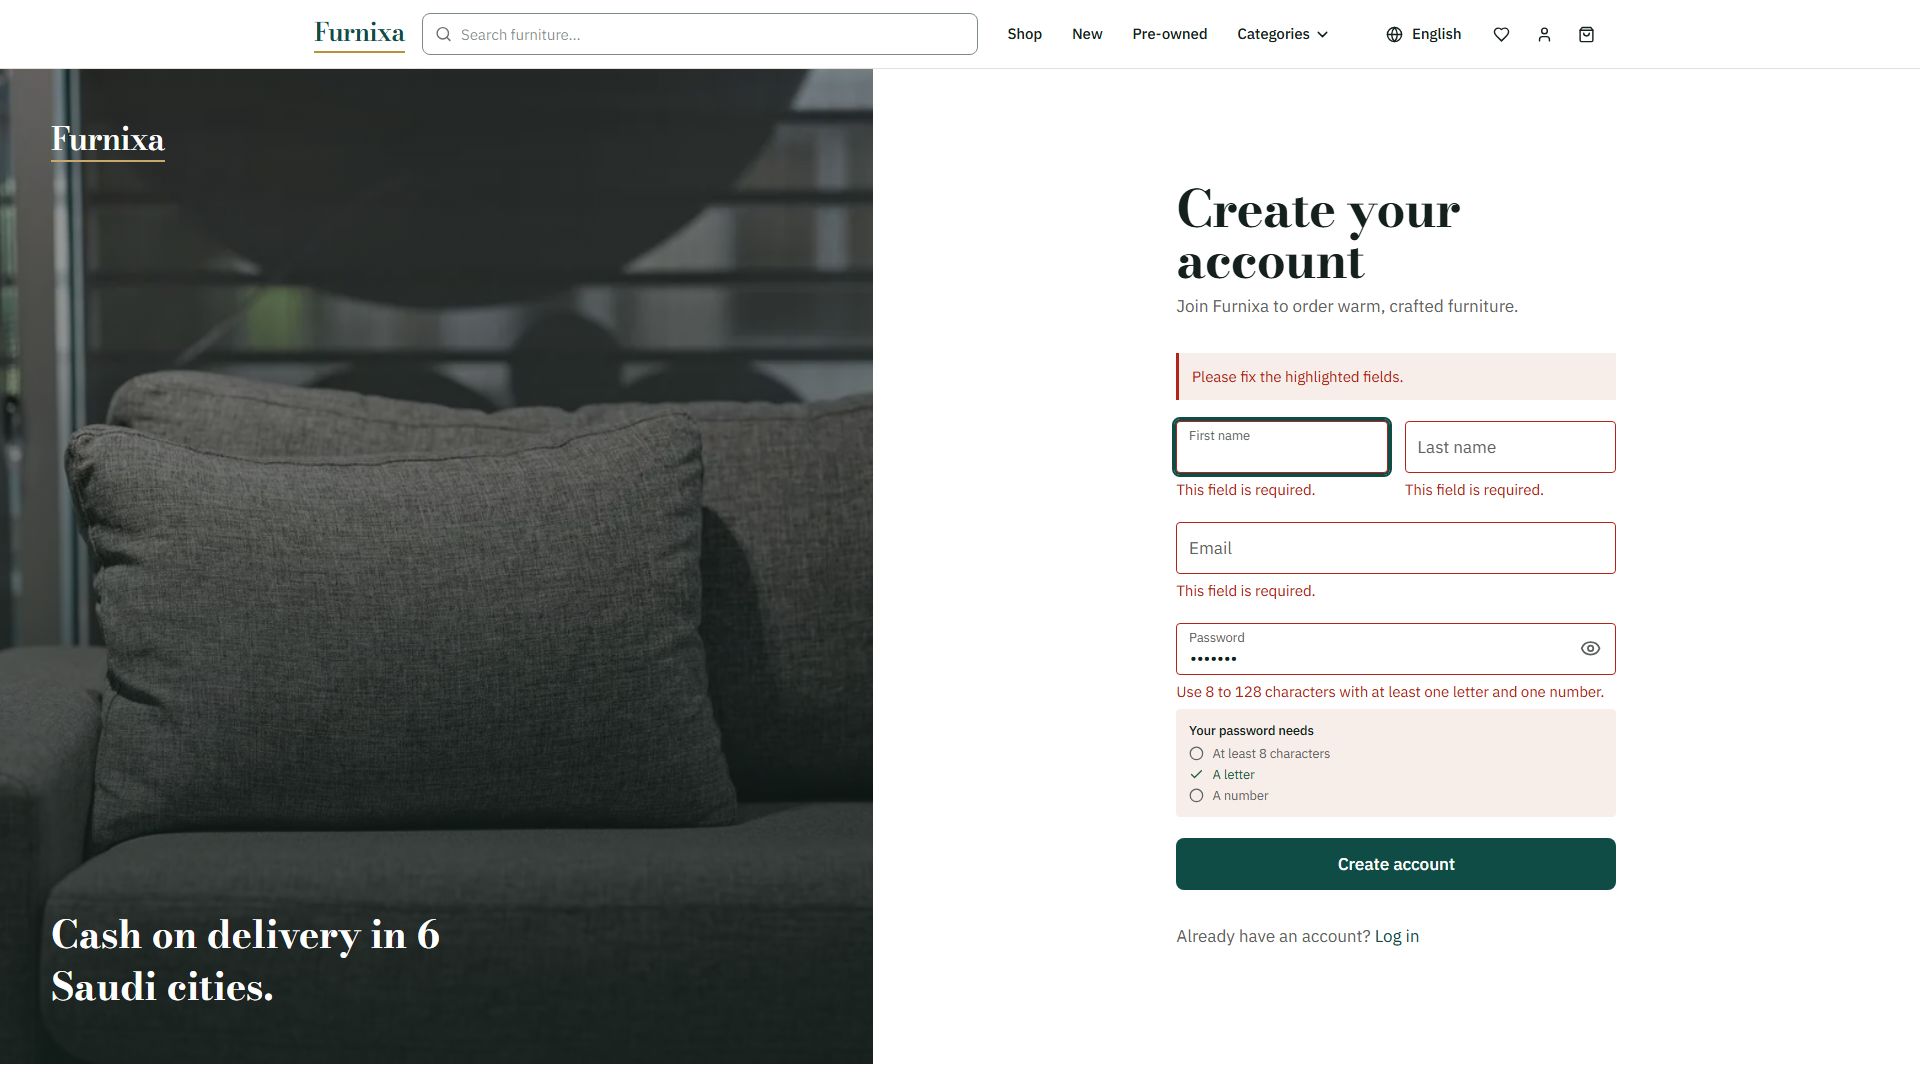 Furnixa
Search furniture...
Shop
New
Pre-owned
Categories
English
Furnixa
Cash on delivery in 6
Saudi cities.
Create your
account
Join Furnixa to order warm, crafted furniture.
Please fix the highlighted fields.
First name
Last name
This field is required.
This field is required.
Email
This field is required.
Password
•••••••
Use 8 to 128 characters with at least one letter and one number.
Your password needs
At least 8 characters
A letter
A number
Create account
Already have an account? Log in